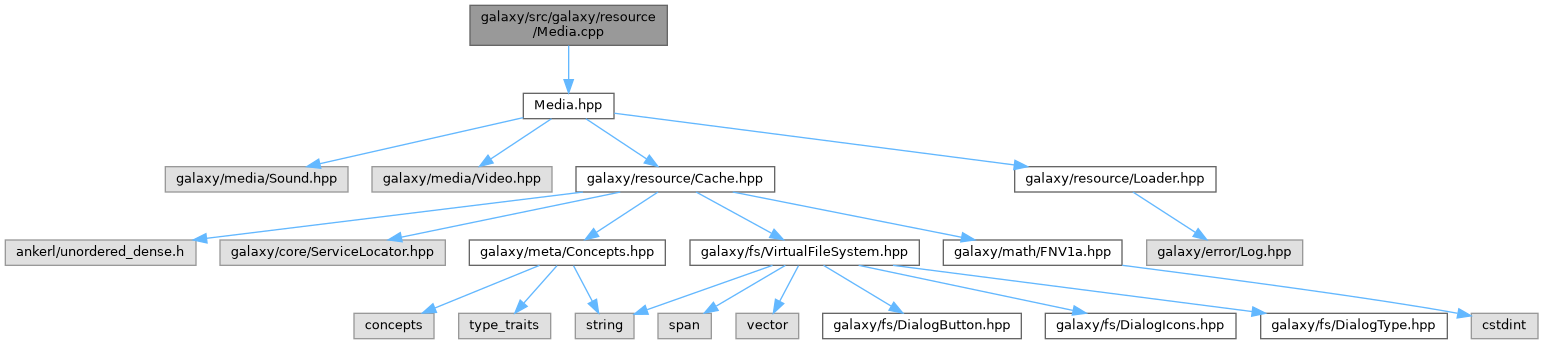 galaxy/src/galaxy/resource
/Media.cpp
Media.hpp
galaxy/media/Sound.hpp
galaxy/media/Video.hpp
galaxy/resource/Cache.hpp
galaxy/resource/Loader.hpp
ankerl/unordered_dense.h
galaxy/core/ServiceLocator.hpp
galaxy/meta/Concepts.hpp
galaxy/fs/VirtualFileSystem.hpp
galaxy/math/FNV1a.hpp
galaxy/error/Log.hpp
concepts
type_traits
string
span
vector
galaxy/fs/DialogButton.hpp
galaxy/fs/DialogIcons.hpp
galaxy/fs/DialogType.hpp
cstdint